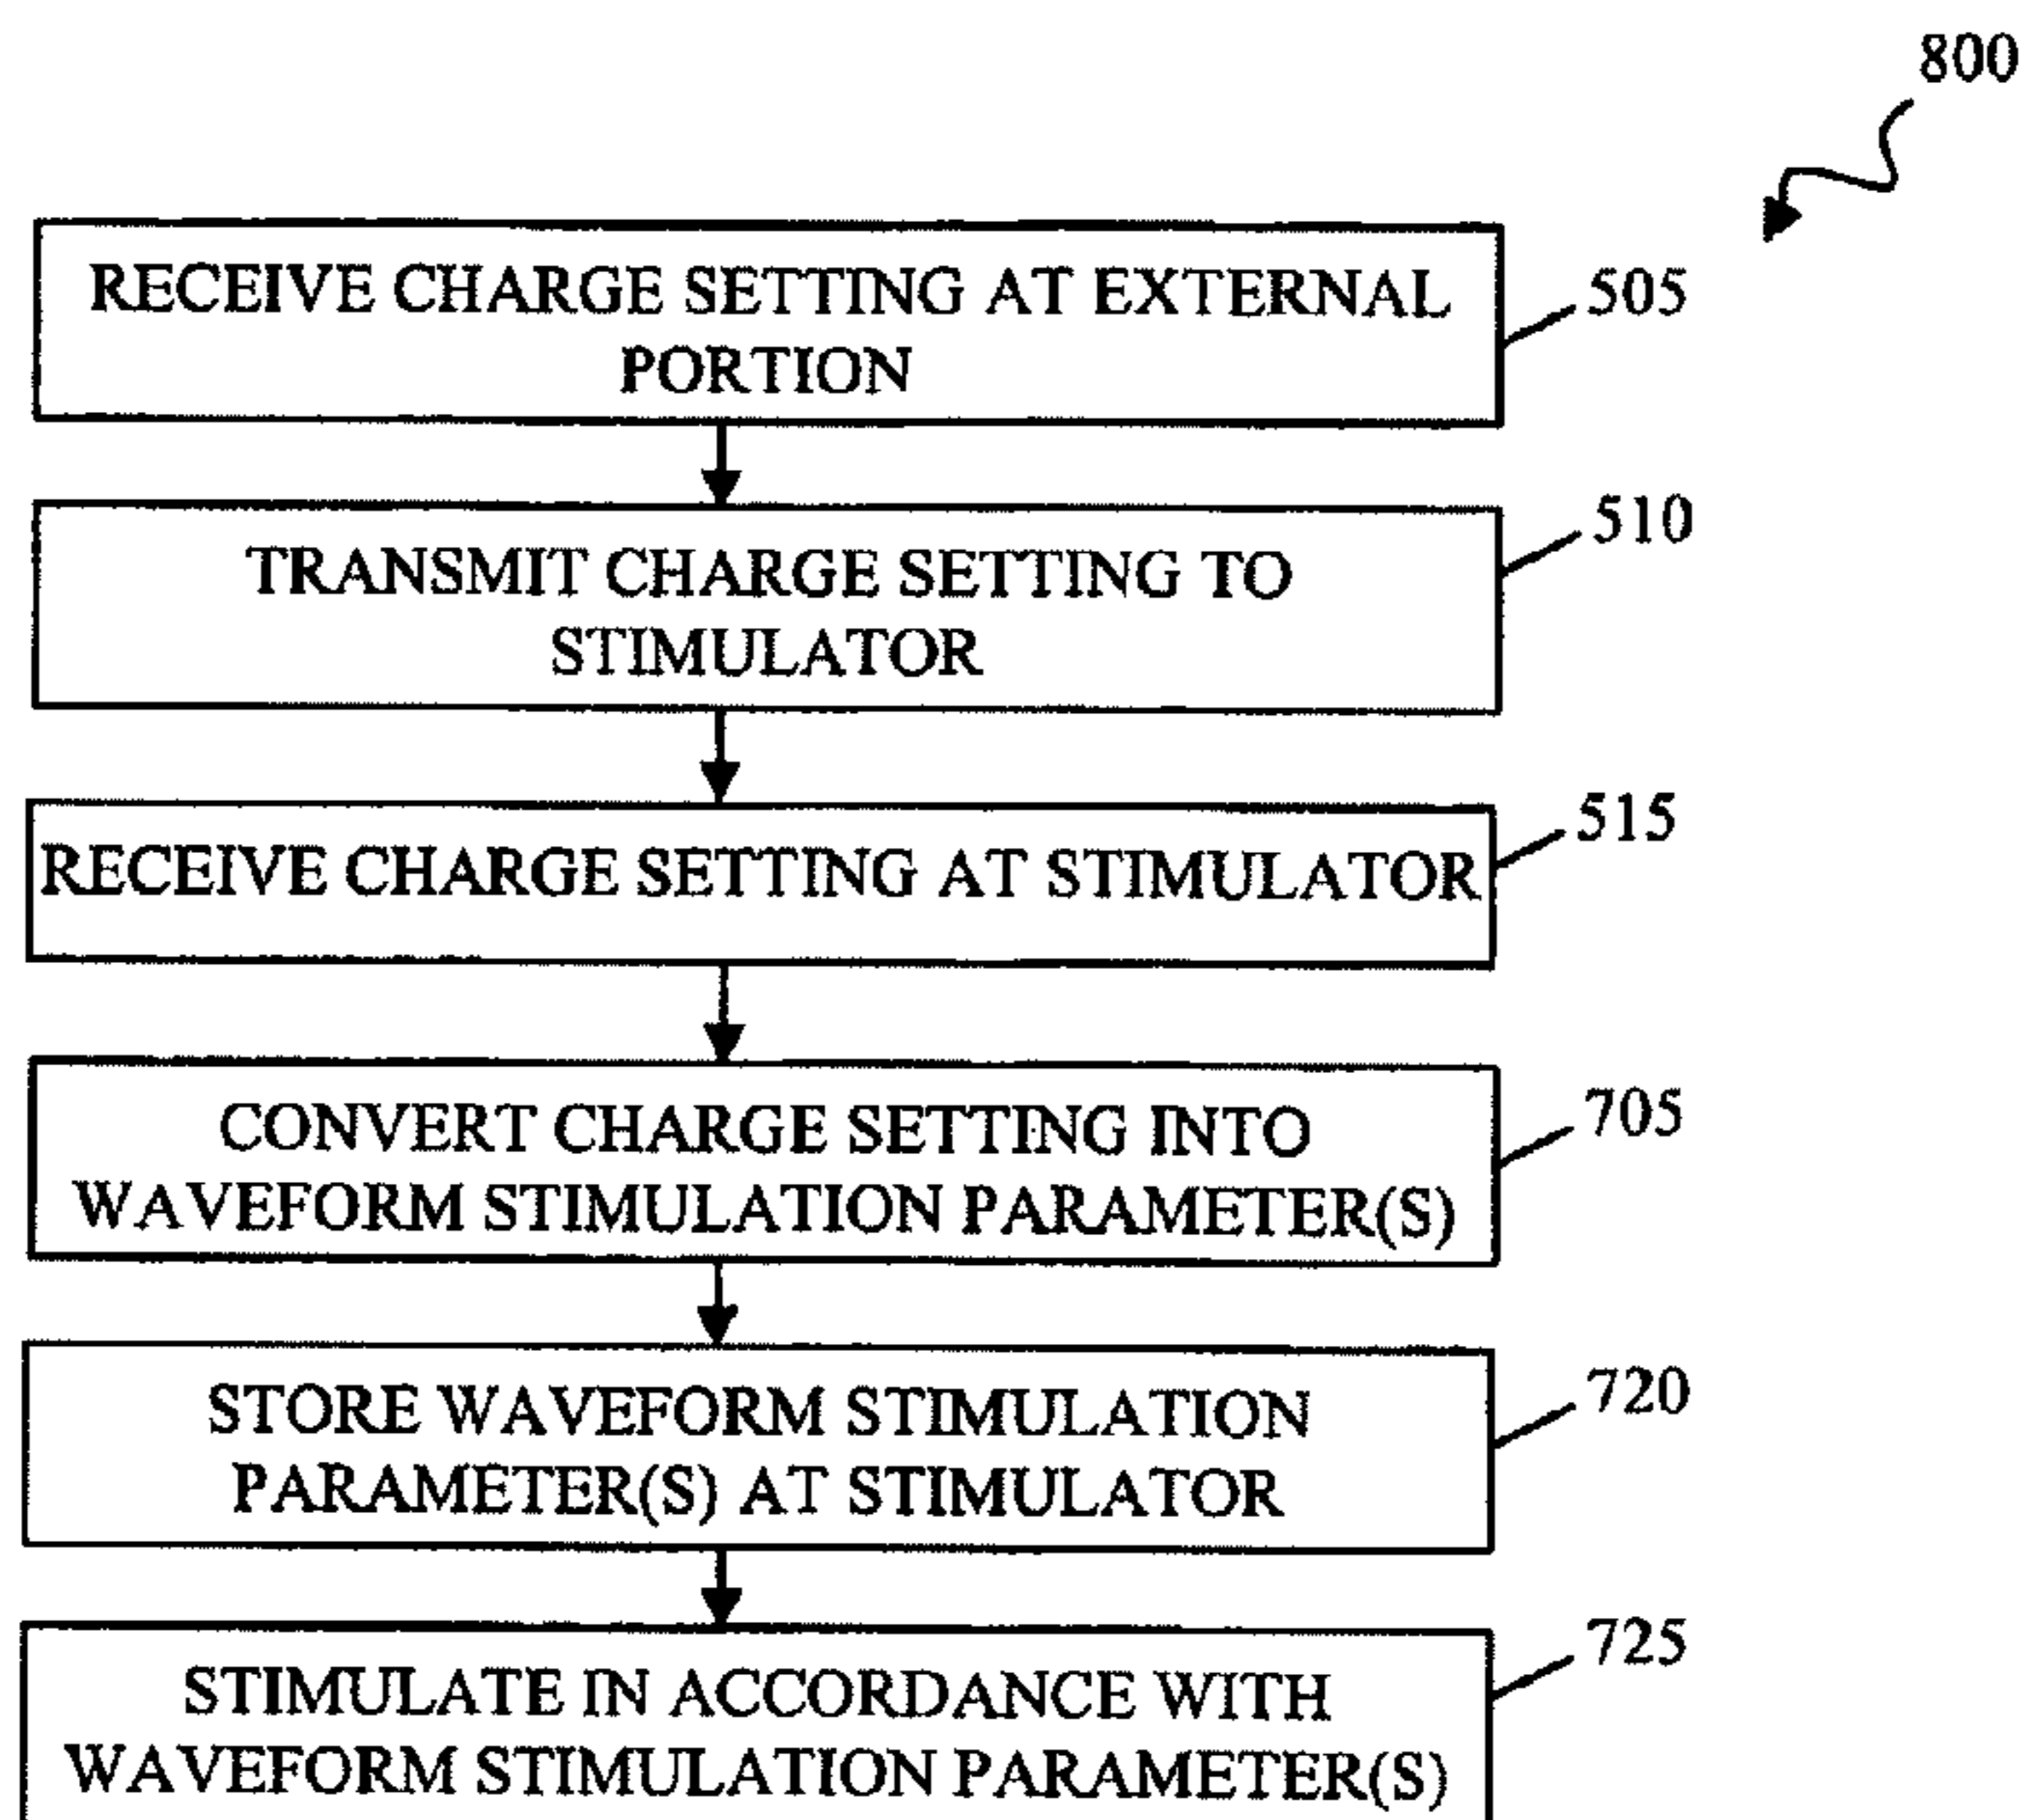 800
RECEIVE CHARGE SETTING AT EXTERNAL
PORTION
505
TRANSMIT CHARGE SETTING TO
STIMULATOR
510
RECEIVE CHARGE SETTING AT STIMULATOR
515
CONVERT CHARGE SETTING INTO
WAVEFORM STIMULATION PARAMETER(S)
705
STORE WAVEFORM STIMULATION
PARAMETER(S) AT STIMULATOR
720
STIMULATE IN ACCORDANCE WITH
WAVEFORM STIMULATION PARAMETER(S)
725